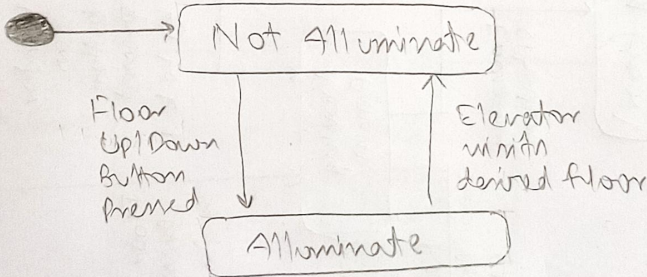 Not Alluminate
Floor
Up/Down
Button
Pressed
Elevator
visits
desired floor
Alluminate